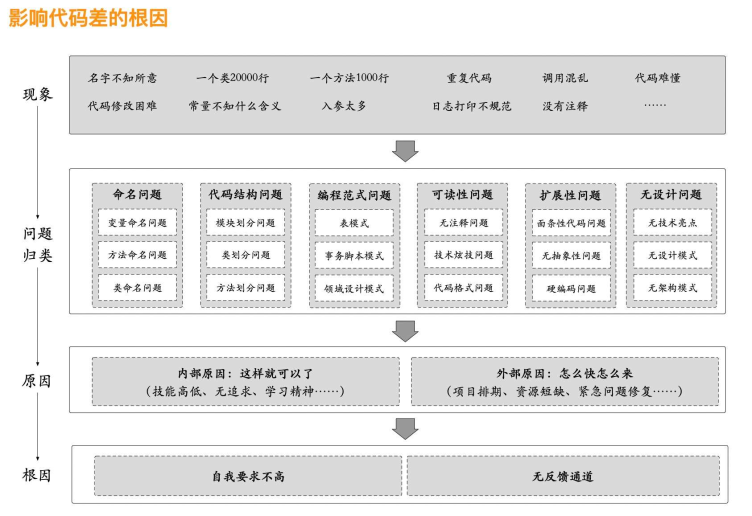 影响代码差的根因
现象
名字不知所意 一个类20000行 一个方法1000行 重复代码 调用混乱 代码难懂
代码修改困难 常量不知什么含义 入参太多 日志打印不规范 没有注释 ……
问题
归类
命名问题 代码结构问题 编程范式问题 可读性问题 扩展性问题 无设计问题
变量命名问题 模块划分问题 表模式 无注释问题 面条性代码问题 无技术亮点
方法命名问题 类划分问题 事务脚本模式 技术炫技问题 无抽象性问题 无设计模式
类命名问题 方法划分问题 领域设计模式 代码格式问题 硬编码问题 无架构模式
原因
内部原因：这样就可以了 外部原因：怎么快怎么来
（技能高低、无追求、学习精神……） （项目排期、资源短缺、紧急问题修复……）
根因
自我要求不高 无反馈通道